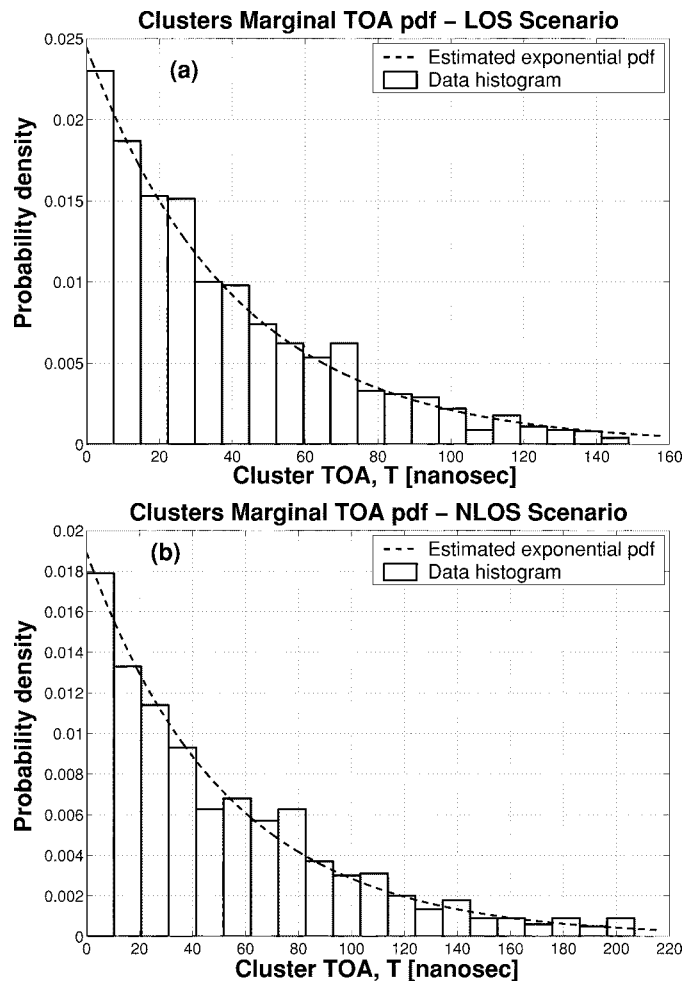 Clusters Marginal TOA pdf – LOS Scenario
(a)
Estimated exponential pdf
Data histogram
Probability density
0.025
0.02
0.015
0.01
0.005
0
0 20 40 60 80 100 120 140 160
Cluster TOA, T [nanosec]
Clusters Marginal TOA pdf – NLOS Scenario
(b)
Estimated exponential pdf
Data histogram
Probability density
0.02
0.018
0.016
0.014
0.012
0.01
0.008
0.006
0.004
0.002
0
0 20 40 60 80 100 120 140 160 180 200 220
Cluster TOA, T [nanosec]